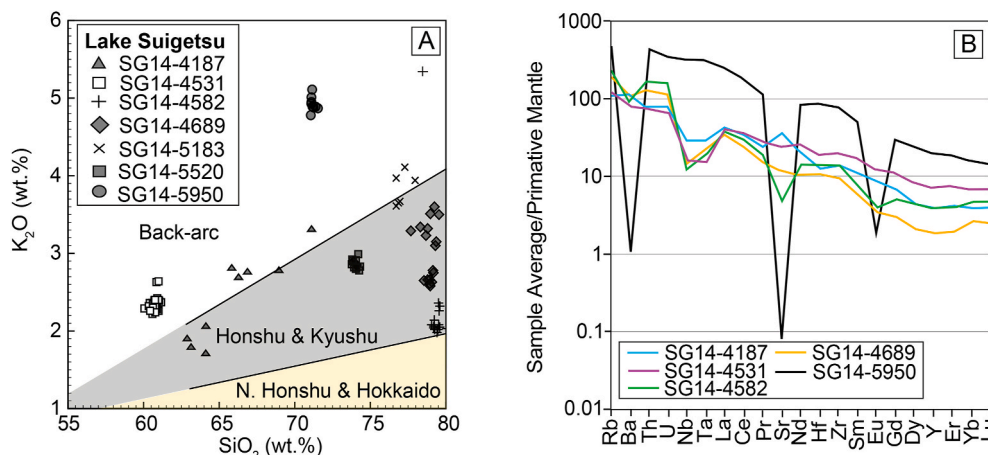 A
Lake Suigetsu
SG14-4187
SG14-4531
SG14-4582
SG14-4689
SG14-5183
SG14-5520
SG14-5950
Back-arc
Honshu & Kyushu
N. Honshu & Hokkaido
K2O (wt.%)
6
5
4
3
2
1
55 60 65 70 75 80
(wt.%)
B
Sample Average/Primative Mantle
1000
100
10
1
0.1
0.01
SG14-4187 SG14-4689
SG14-4531 SG14-5950
SG14-4582
Rb Ba Th U Nb Ta La Ce Pr Sr Nd Hf Zr Sm Eu Gd Dy Y Er Yb